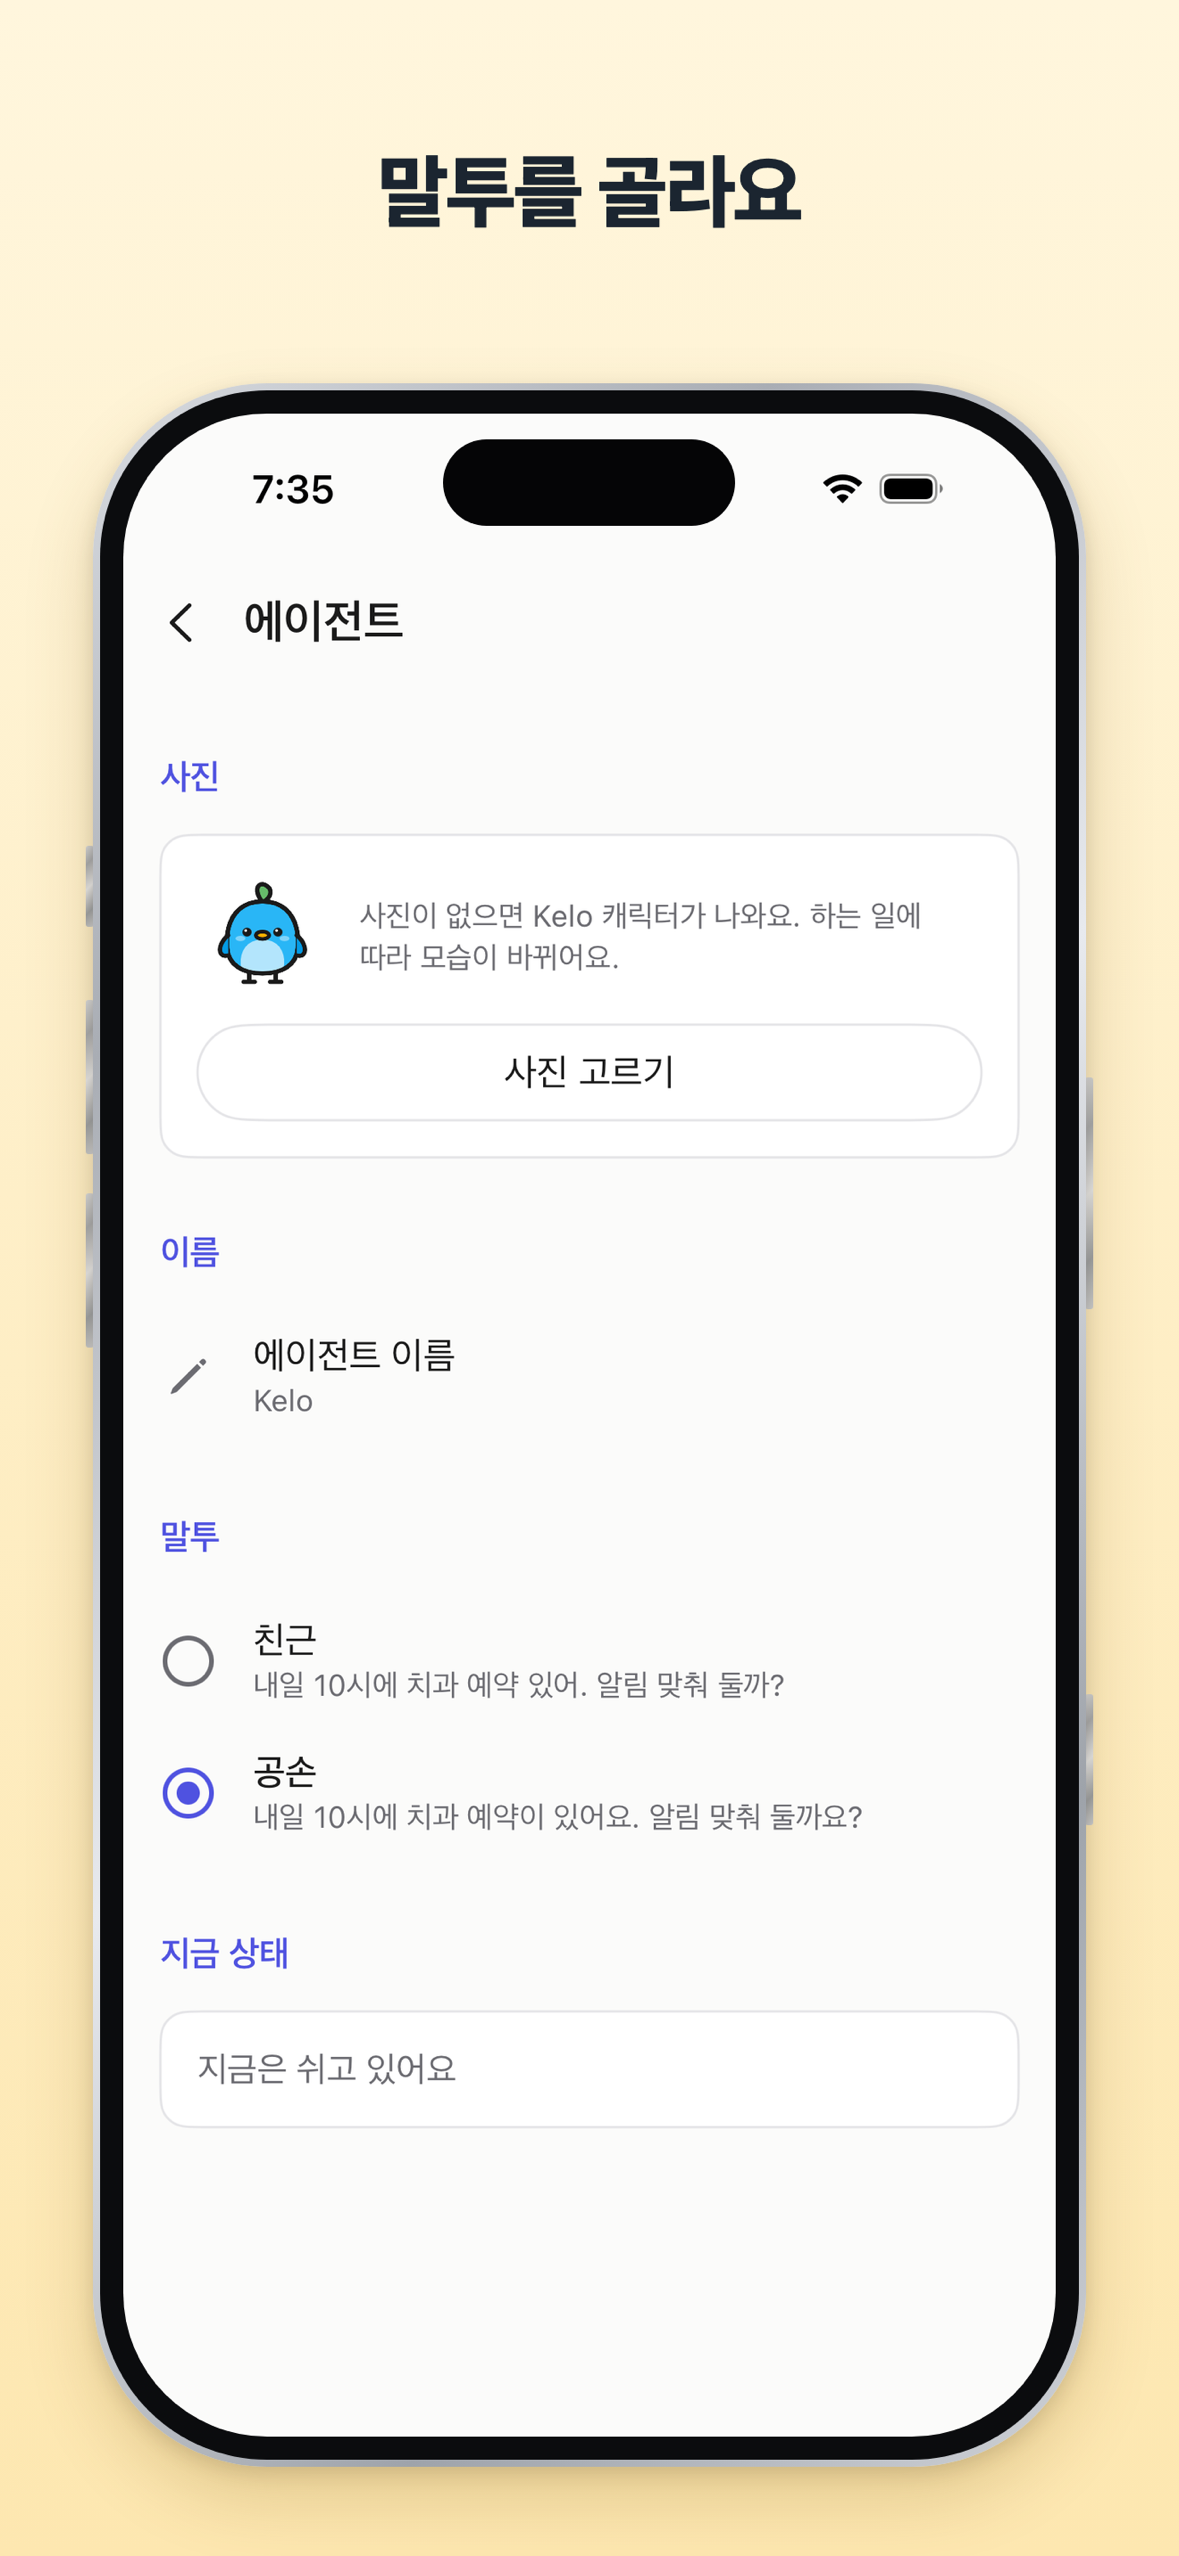 말투를 골라요
7:35
에이전트
사진
사진이 없으면 Kelo 캐릭터가 나와요. 하는 일에
따라 모습이 바뀌어요.
사진 고르기
이름
에이전트 이름
Kelo
말투
친근
내일 10시에 치과 예약 있어. 알림 맞춰 둘까?
공손
내일 10시에 치과 예약이 있어요. 알림 맞춰 둘까요?
지금 상태
지금은 쉬고 있어요